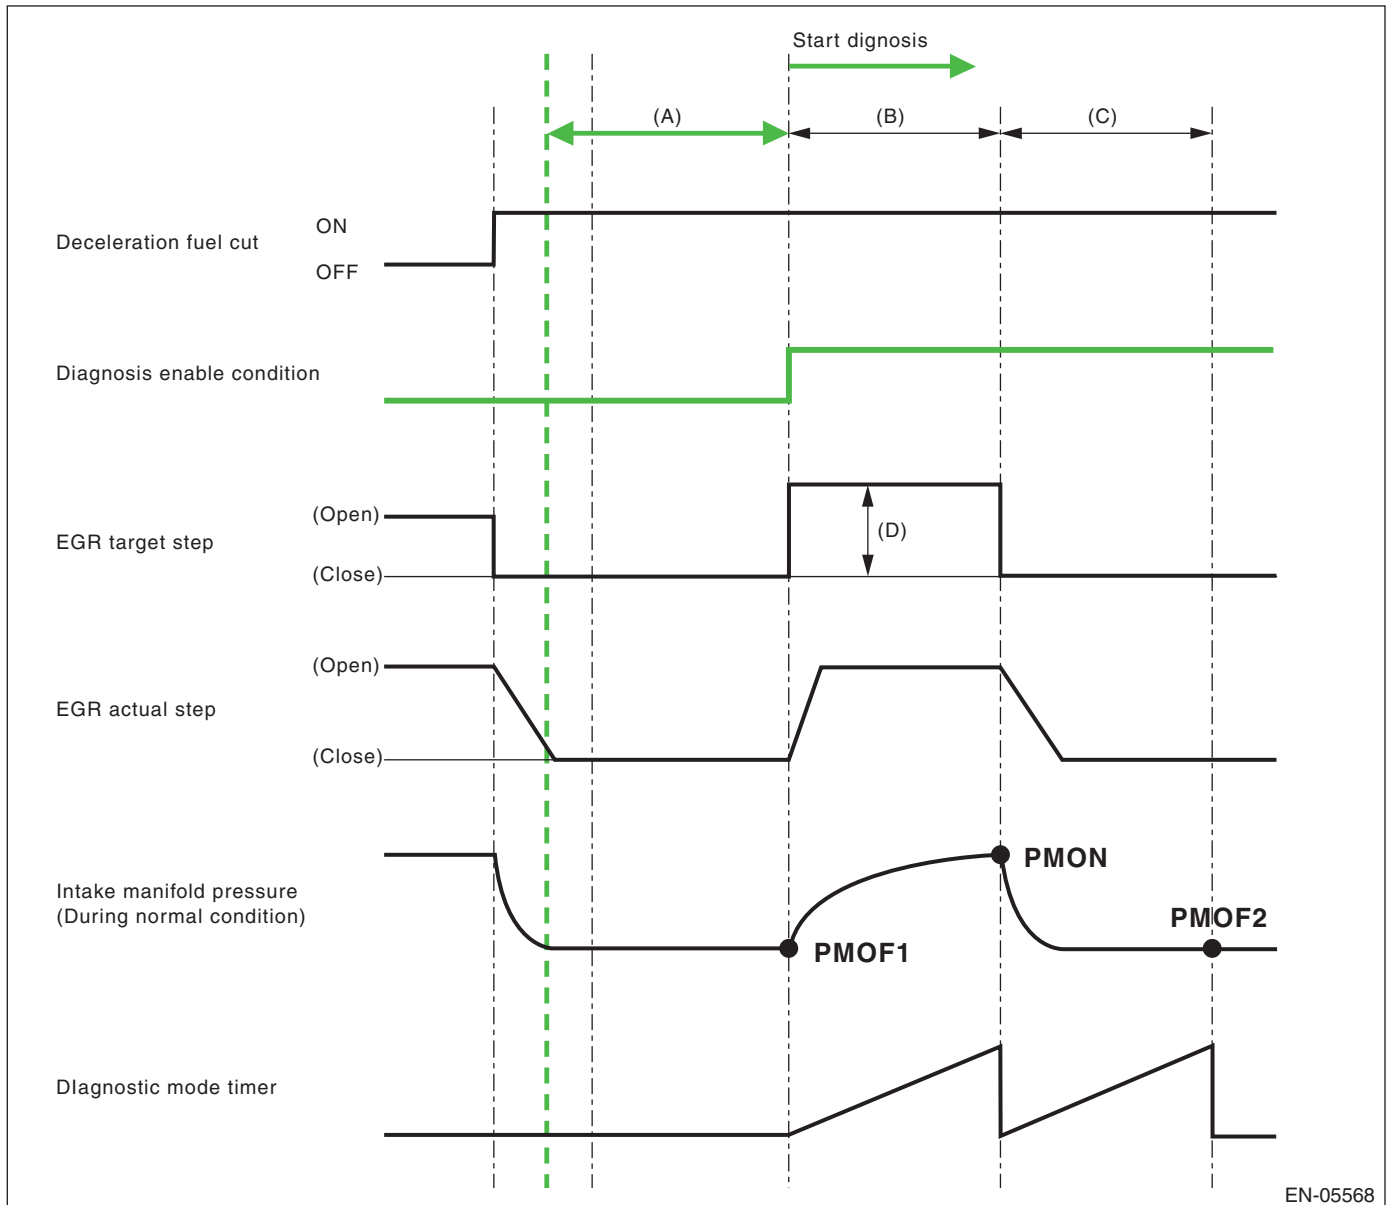 Start dignosis
(A)
(B)
(C)
Deceleration fuel cut
ON
OFF
Diagnosis enable condition
EGR target step
(Open)
(Close)
(D)
EGR actual step
(Open)
(Close)
Intake manifold pressure
(During normal condition)
PMOF1
PMON
PMOF2
DIagnostic mode timer
EN-05568